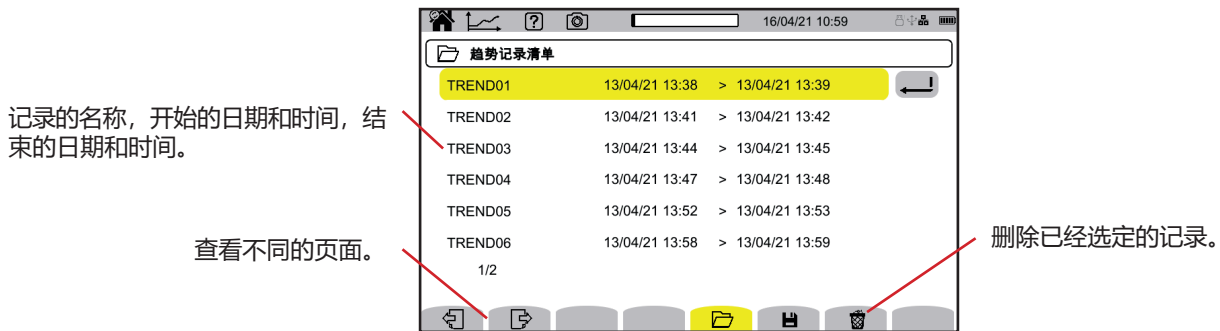 16/04/21 10:59
趋势记录清单
TREND01 13/04/21 13:38 > 13/04/21 13:39
TREND02 13/04/21 13:41 > 13/04/21 13:42
TREND03 13/04/21 13:44 > 13/04/21 13:45
TREND04 13/04/21 13:47 > 13/04/21 13:48
TREND05 13/04/21 13:52 > 13/04/21 13:53
TREND06 13/04/21 13:58 > 13/04/21 13:59
1/2
记录的名称，开始的日期和时间，结
束的日期和时间。
查看不同的页面。
删除已经选定的记录。